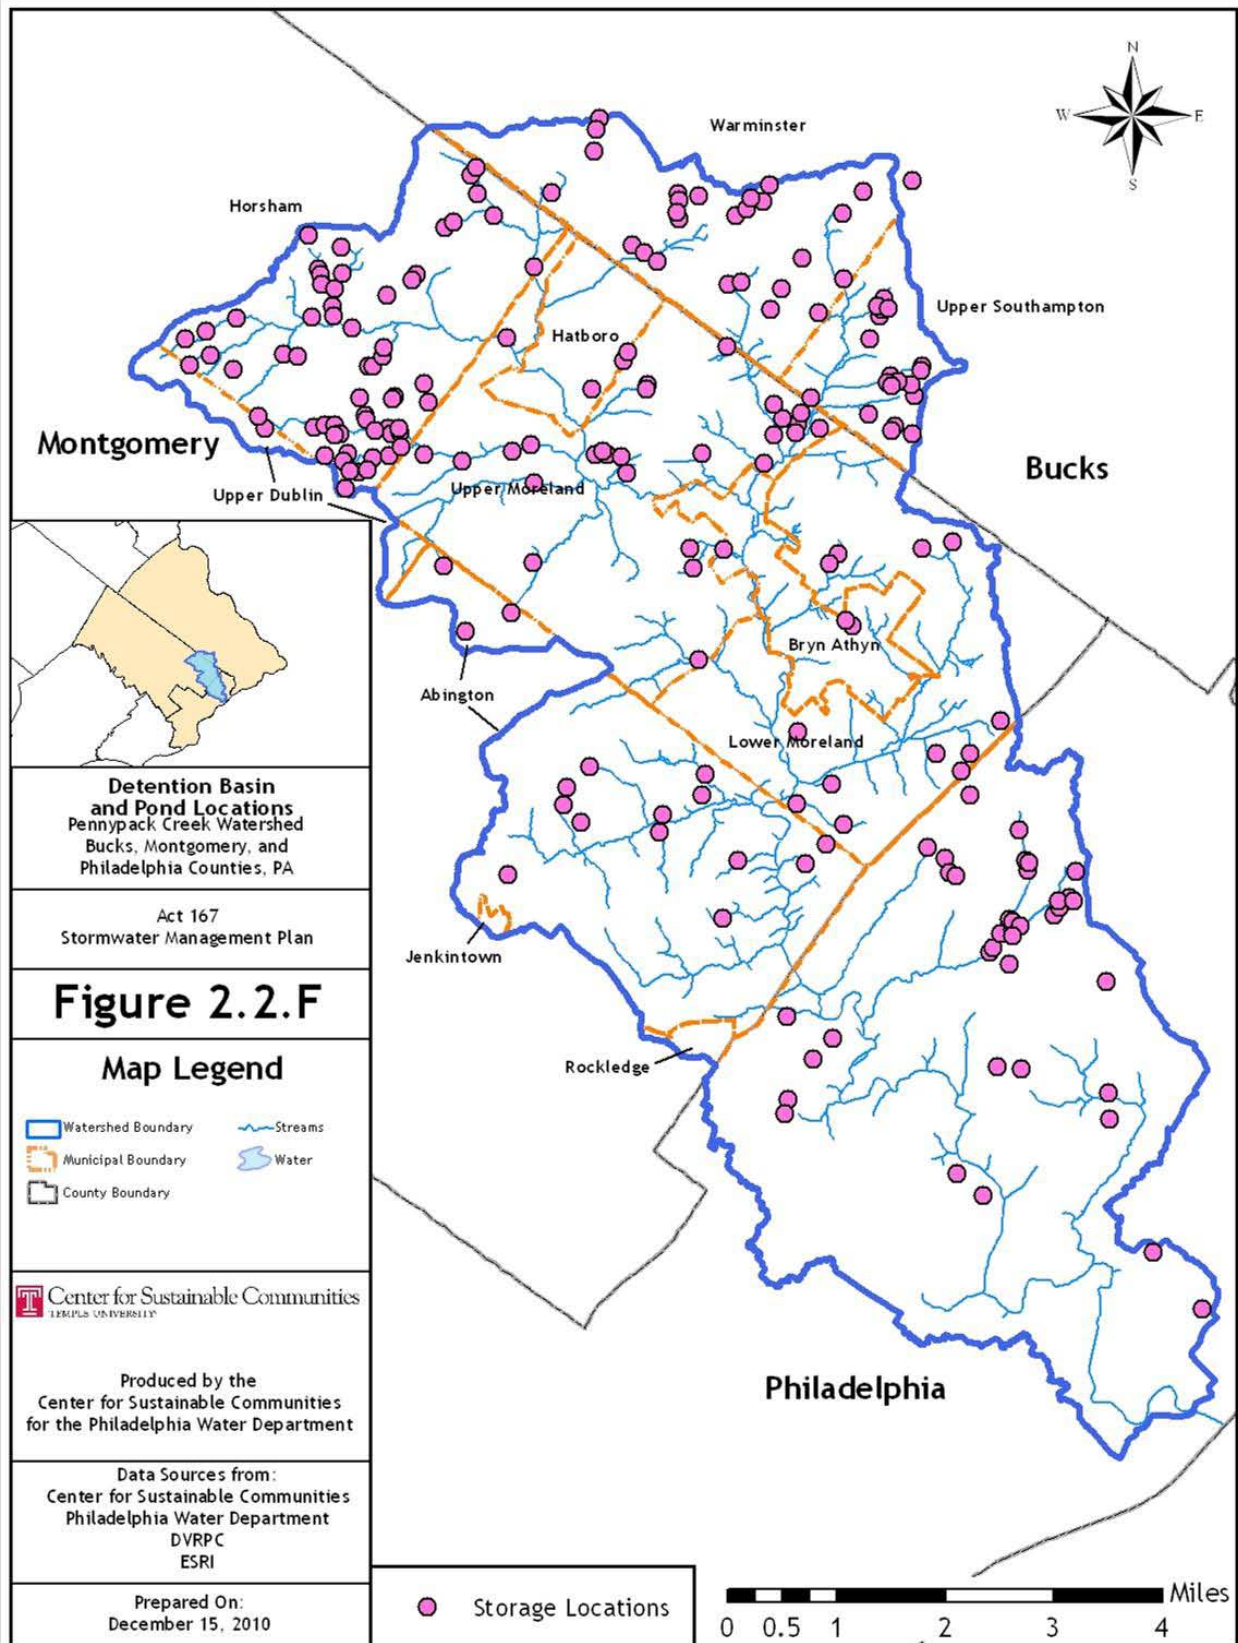 N
W
E
S
Warminster
Horsham
Upper Southampton
Hatboro
Montgomery
Bucks
Upper Dublin
Upper Moreland
Bryn Athyn
Abington
Lower Moreland
Jenkintown
Rockledge
Philadelphia
Detention Basin
and Pond Locations
Pennypack Creek Watershed
Bucks, Montgomery, and
Philadelphia Counties, PA
Act 167
Stormwater Management Plan
Figure 2.2.F
Map Legend
Watershed Boundary
Streams
Municipal Boundary
Water
County Boundary
T Center for Sustainable Communities
TEMPLE UNIVERSITY
Produced by the
Center for Sustainable Communities
for the Philadelphia Water Department
Data Sources from:
Center for Sustainable Communities
Philadelphia Water Department
DVRPC
ESRI
Prepared On:
December 15, 2010
Storage Locations
Miles
0 0.5 1 2 3 4